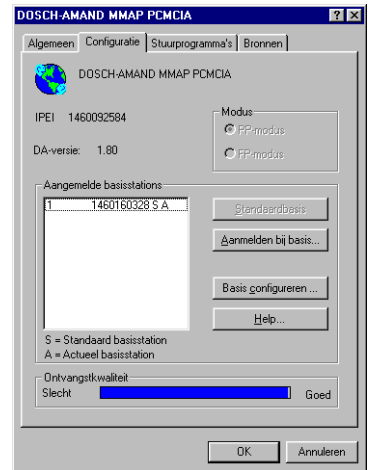 DOSCH-AMAND MMAP PCMCIA
Algemeen Configuratie Stuurprogramma's Bronnen
DOSCH-AMAND MMAP PCMCIA
IPEI 1460092584
DA-versie: 1.80
Modus
PP-modus
FP-modus
Aangemelde basisstations
1 1460160328 S A
Standaardbasis
Aanmelden bij basis...
Basis configureren ...
Help...
S = Standaard basisstation
A = Actueel basisstation
Ontvangstkwaliteit
Slecht Goed
OK Annuleren